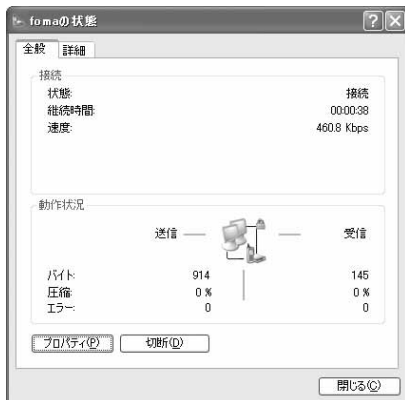 fomaの状態
全般 詳細
接続
状態: 接続
継続時間: 00:00:38
速度: 460.8 Kbps
動作状況
送信 受信
バイト: 914 145
圧縮: 0 % 0 %
エラー: 0 0
プロパティ(P) 切断(D)
閉じる(C)